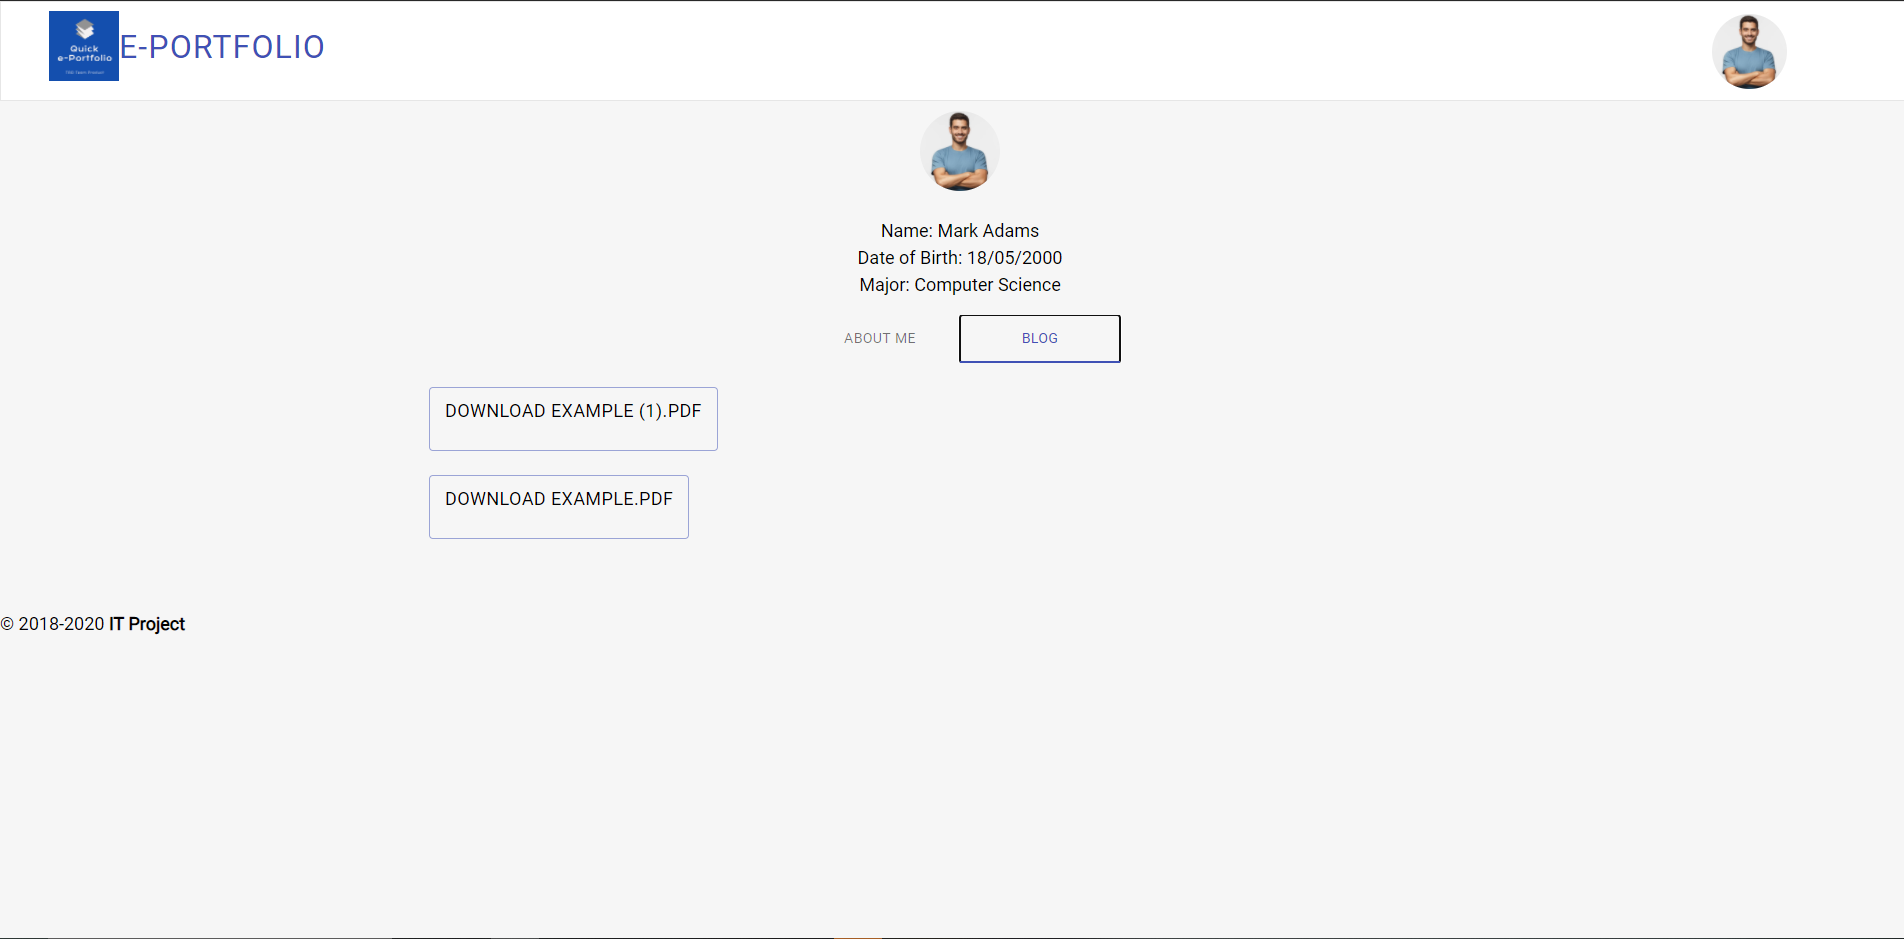 Quick
e-Portfolio
E-PORTFOLIO
Name: Mark Adams
Date of Birth: 18/05/2000
Major: Computer Science
ABOUT ME
BLOG
DOWNLOAD EXAMPLE (1).PDF
DOWNLOAD EXAMPLE.PDF
© 2018-2020 IT Project